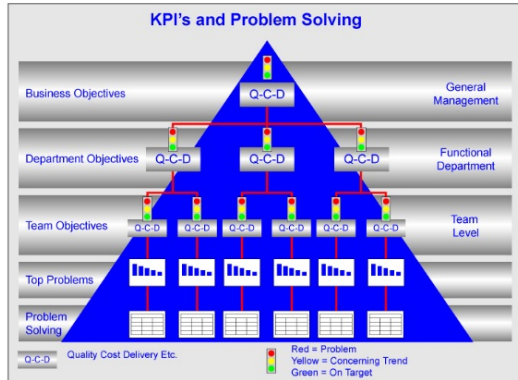 KPI's and Problem Solving
Business Objectives
Q-C-D
General
Management
Department Objectives
Q-C-D
Q-C-D
Q-C-D
Functional
Department
Team Objectives
Q-C-D
Q-C-D
Q-C-D
Q-C-D
Q-C-D
Q-C-D
Team
Level
Top Problems
Problem
Solving
Q-C-D
Quality Cost Delivery Etc.
Red = Problem
Yellow = Concerning Trend
Green = On Target